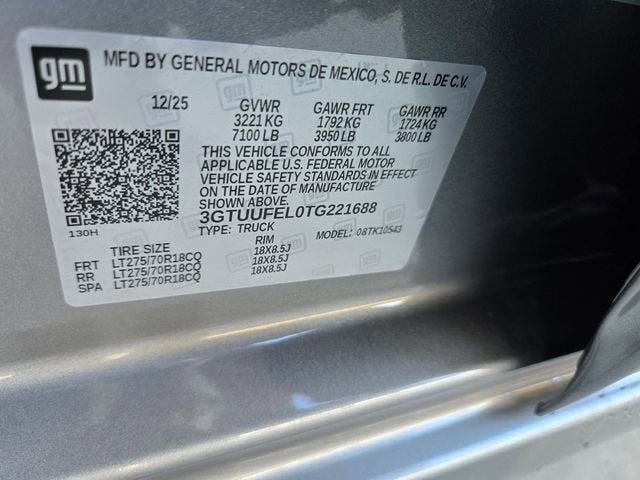 gm
MFD BY GENERAL MOTORS DE MEXICO, S. DE R.L. DE C.V.
12/25 GVWR GAWR FRT GAWR RR
3221 KG 1792 KG 1724 KG
7100 LB 3950 LB 3800 LB
THIS VEHICLE CONFORMS TO ALL
APPLICABLE U.S. FEDERAL MOTOR
VEHICLE SAFETY STANDARDS IN EFFECT
ON THE DATE OF MANUFACTURE
SHOWN ABOVE.
3GTUUFEL0TG221688
130H
TYPE: TRUCK MODEL: 08TK10543
TIRE SIZE RIM
FRT LT275/70R18CQ 18X8.5J
RR LT275/70R18CQ 18X8.5J
SPA LT275/70R18CQ 18X8.5J